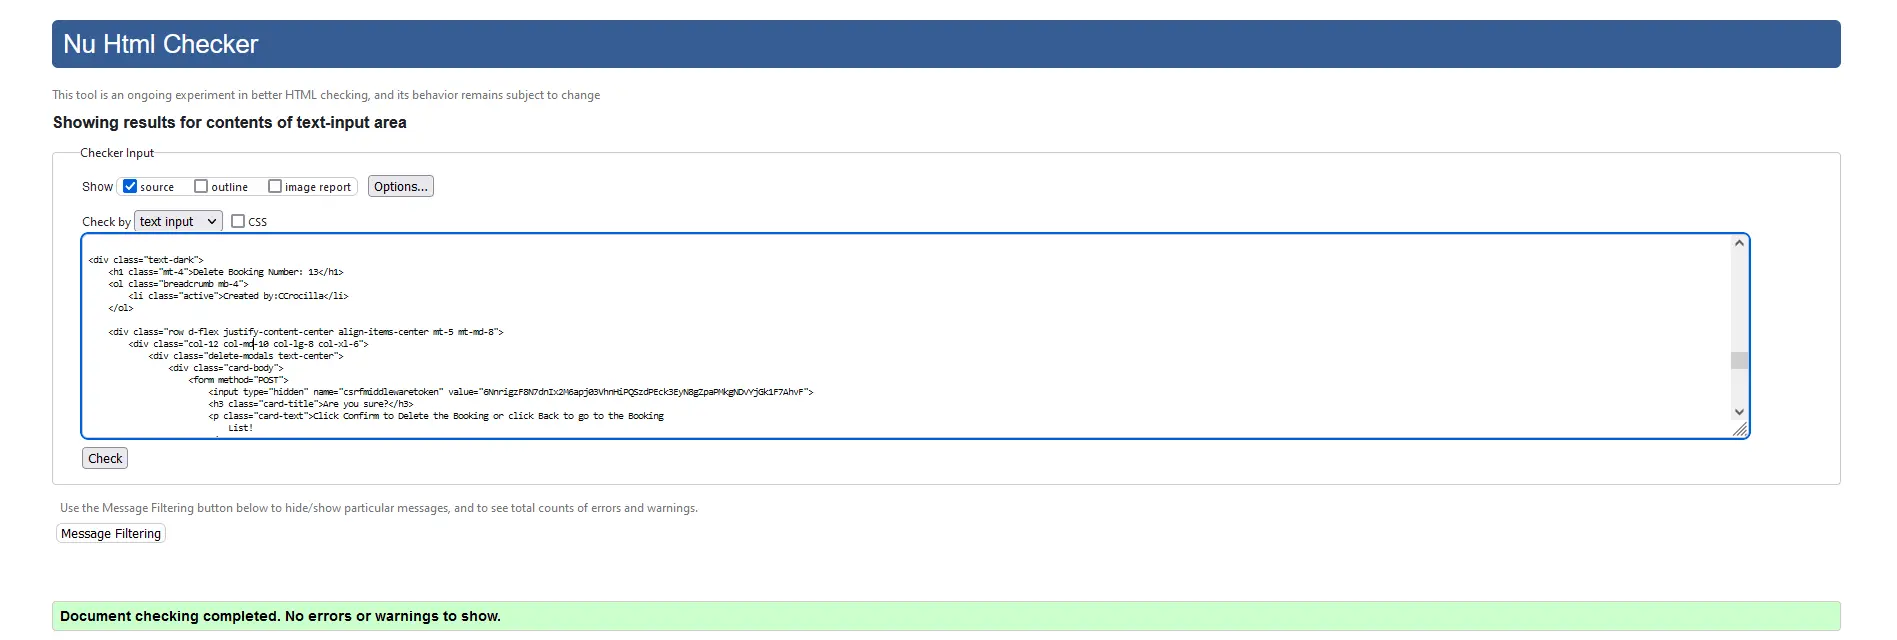 Nu Html Checker
This tool is an ongoing experiment in better HTML checking, and its behavior remains subject to change
Showing results for contents of text-input area
Checker Input
Show source outline image report Options...
Check by text input CSS
<div class="text-dark">
<h1 class="mt-4">Delete Booking Number: 13</h1>
<ol class="breadcrumb mb-4">
<li class="active">Created by:CCrocilla</li>
</ol>
<div class="row d-flex justify-content-center align-items-center mt-5 mt-md-8">
<div class="col-12 col-md-10 col-lg-8 col-xl-6">
<div class="delete-modals text-center">
<div class="card-body">
<form method="POST">
<input type="hidden" name="csrfmiddlewaretoken" value="
<h3 class="card-title">Are you sure?</h3>
<p class="card-text">Click Confirm to Delete the Booking or click Back to go to the Booking
List!
Check
Use the Message Filtering button below to hide/show particular messages, and to see total counts of errors and warnings.
Message Filtering
Document checking completed. No errors or warnings to show.